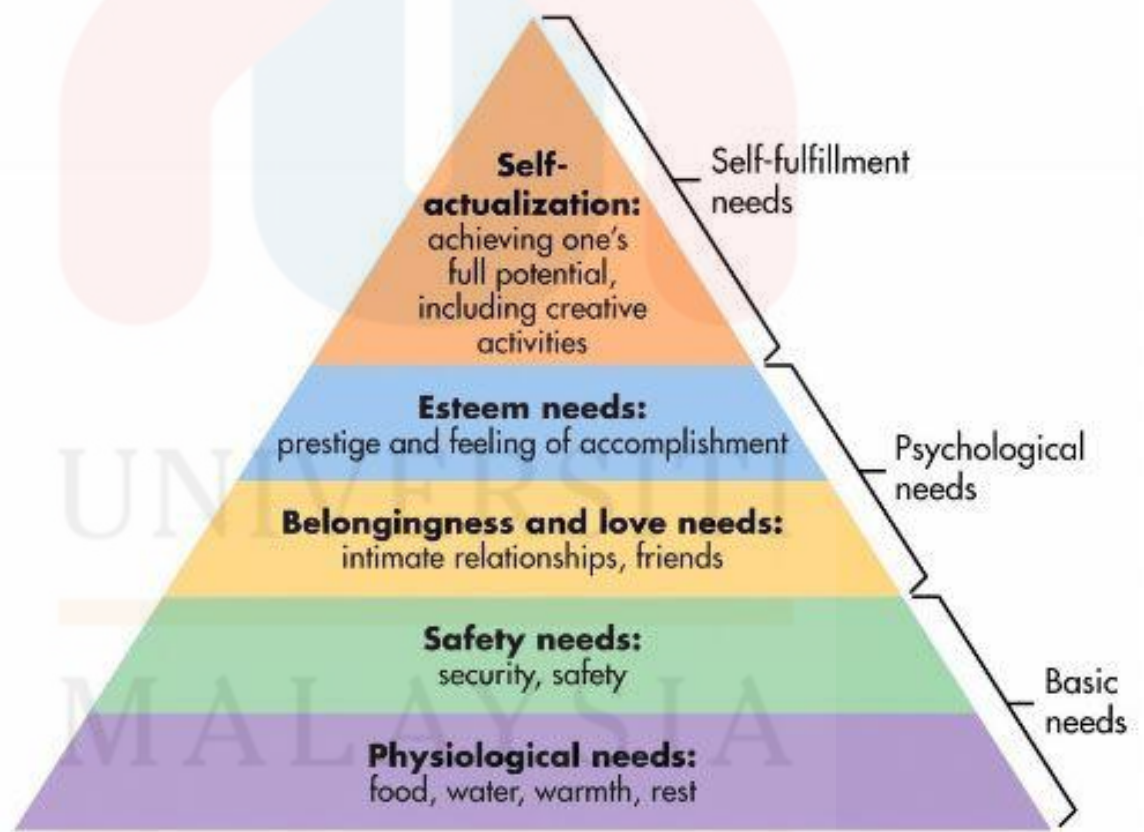 Self-
actualization:
achieving one's
full potential,
including creative
activities
Self-fulfillment
needs
Esteem needs:
prestige and feeling of accomplishment
Psychological
needs
Belongingness and love needs:
intimate relationships, friends
Safety needs:
security, safety
Basic
needs
Physiological needs:
food, water, warmth, rest
UNIVERSITI
MALAYSIA